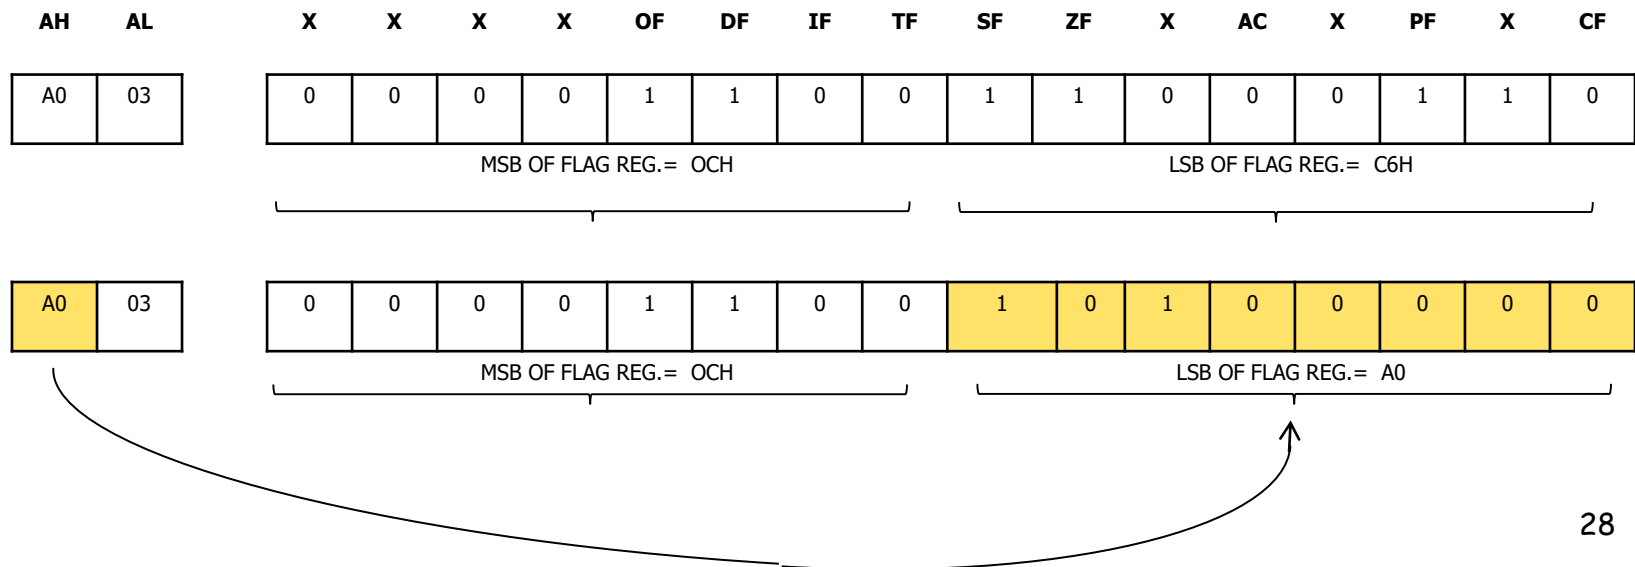 AH AL X X X X OF DF IF TF SF ZF X AC X PF X CF
A0 03 0 0 0 0 1 1 0 0 1 1 0 0 0 1 1 0
MSB OF FLAG REG.= OCH LSB OF FLAG REG.= C6H
A0 03 0 0 0 0 1 1 0 0 1 0 1 0 0 0 0 0
MSB OF FLAG REG.= OCH LSB OF FLAG REG.= A0
28